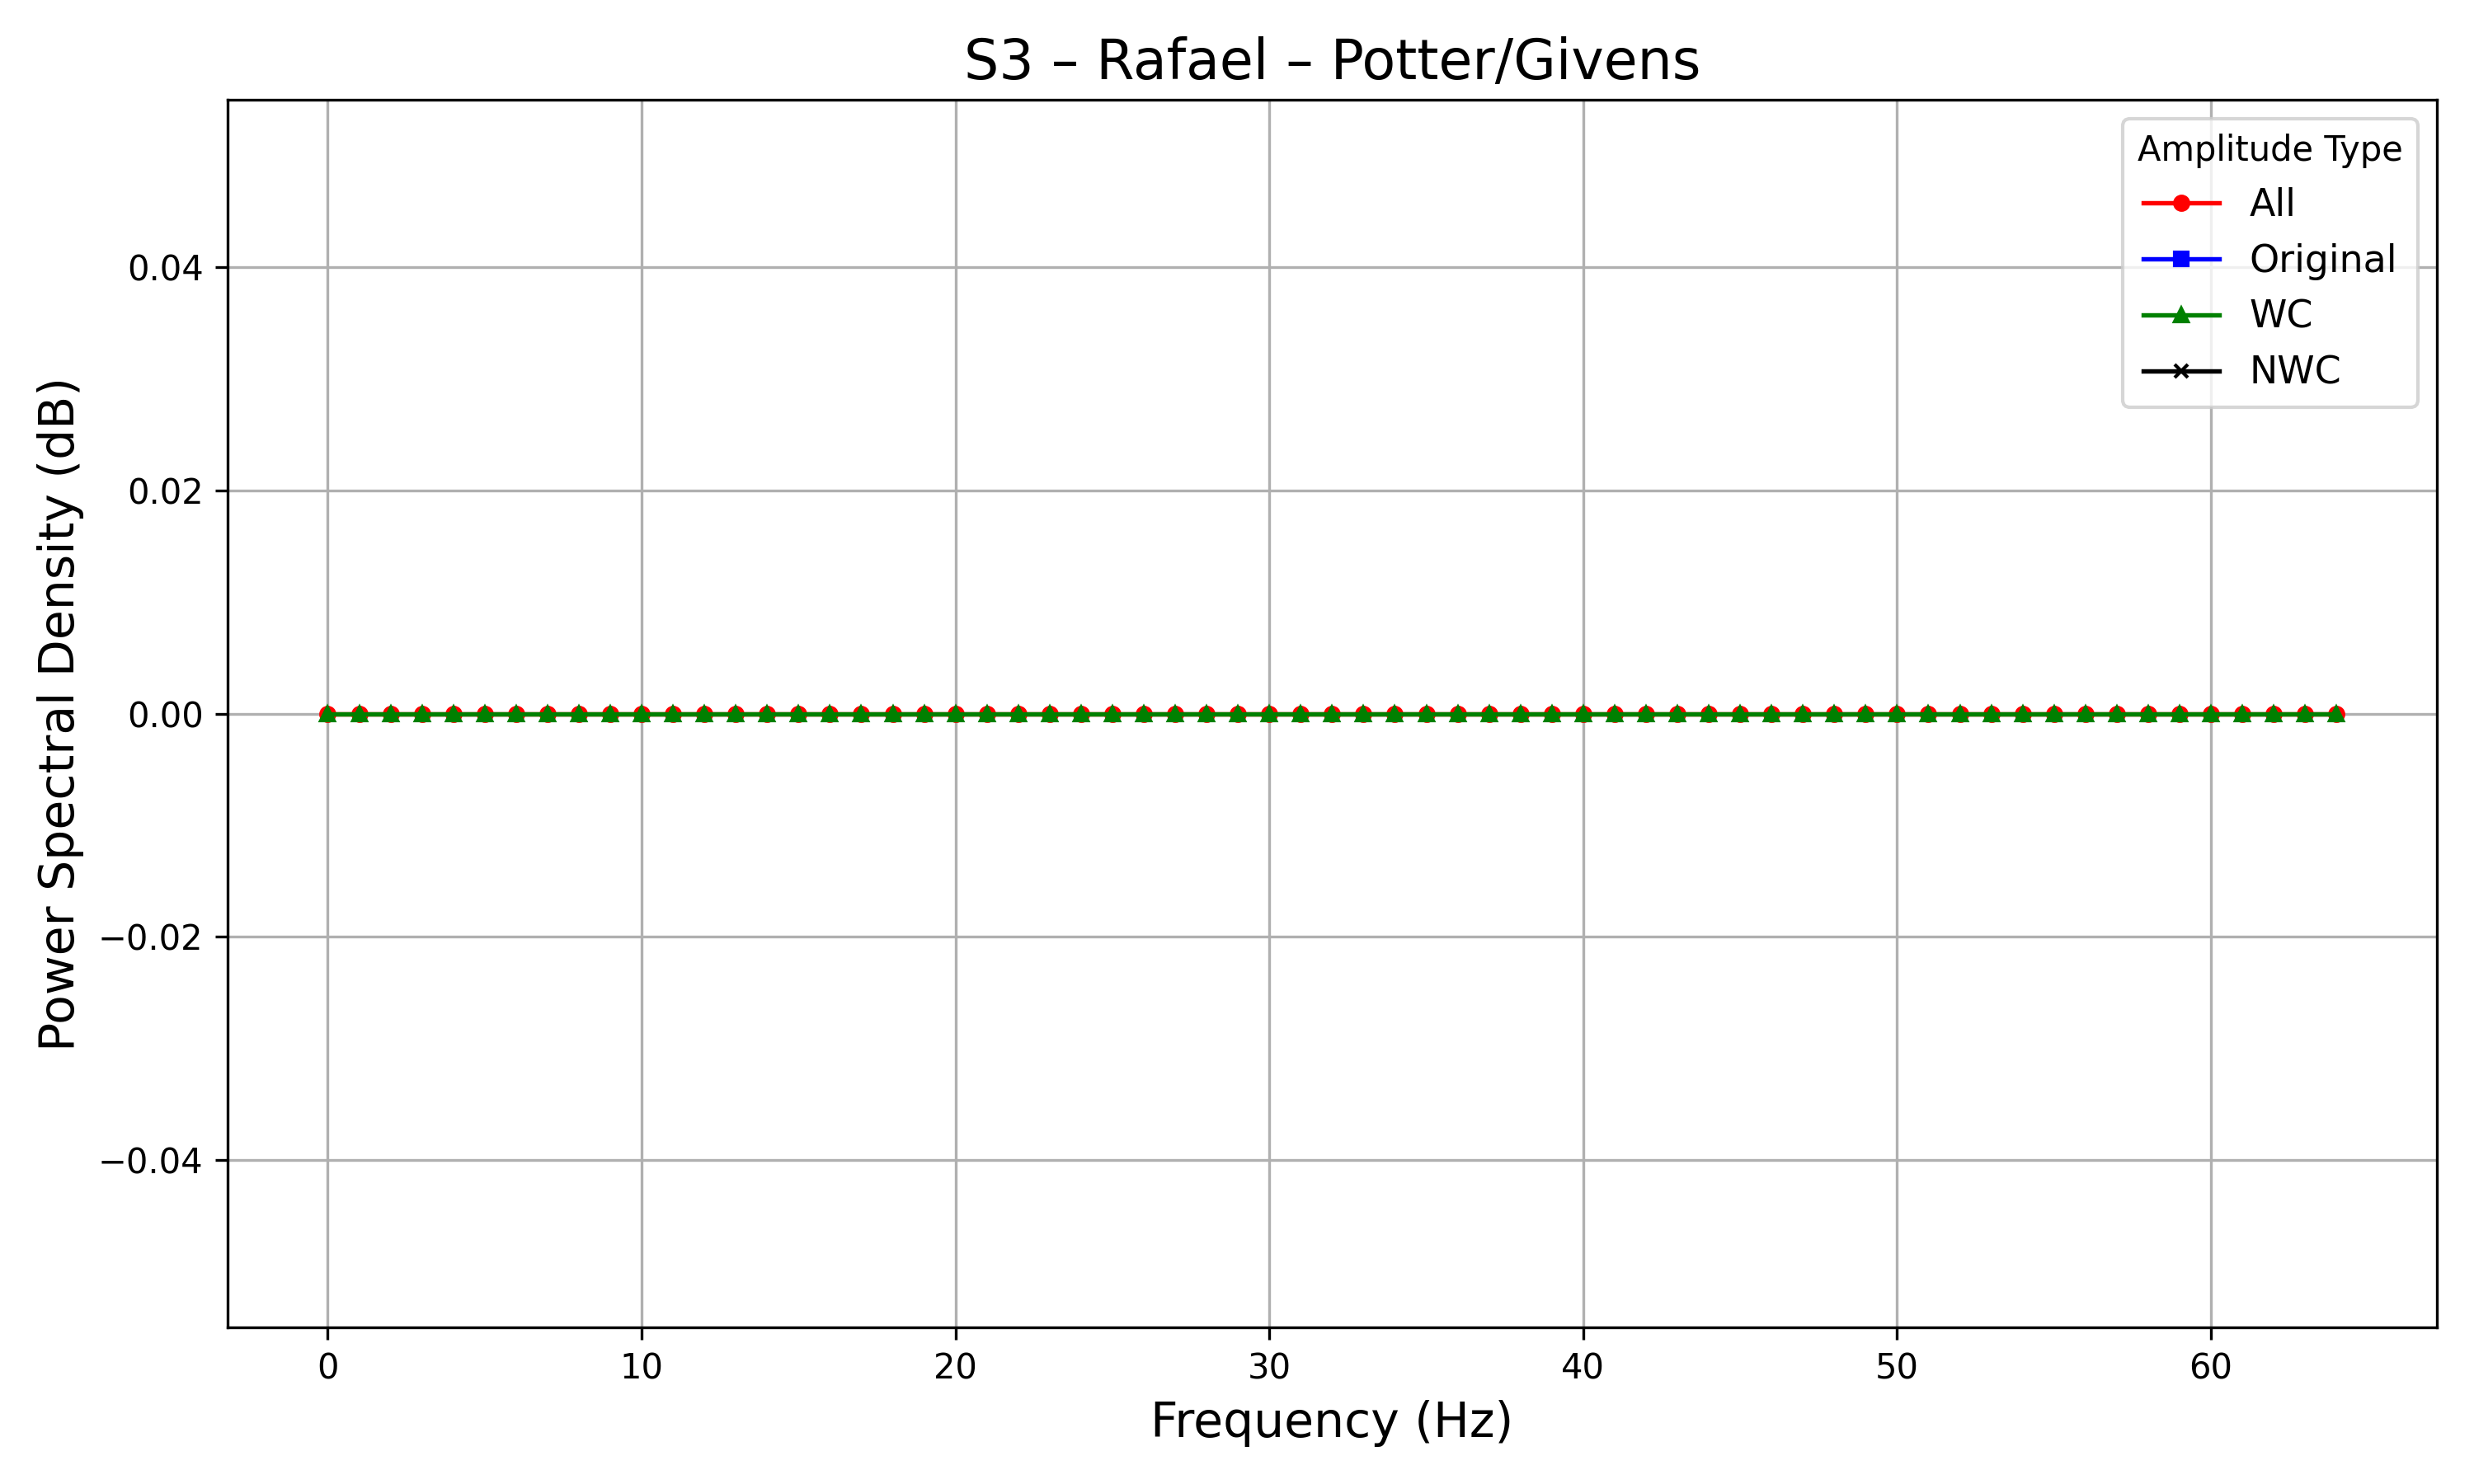 S3 – Rafael – Potter/Givens
Amplitude Type
All
Original
WC
NWC
Power Spectral Density (dB)
0.04
0.02
0.00
−0.02
−0.04
0 10 20 30 40 50 60
Frequency (Hz)